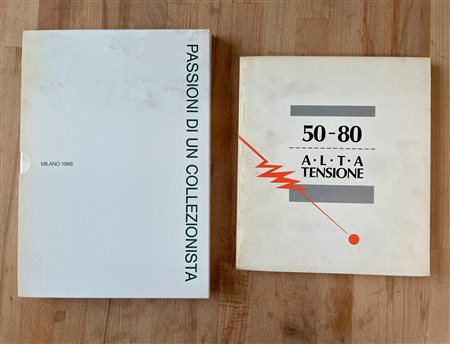 PASSIONI DI UN COLLEZIONISTA
MILANO 1988
50-80
A·L·T·A
TENSIONE